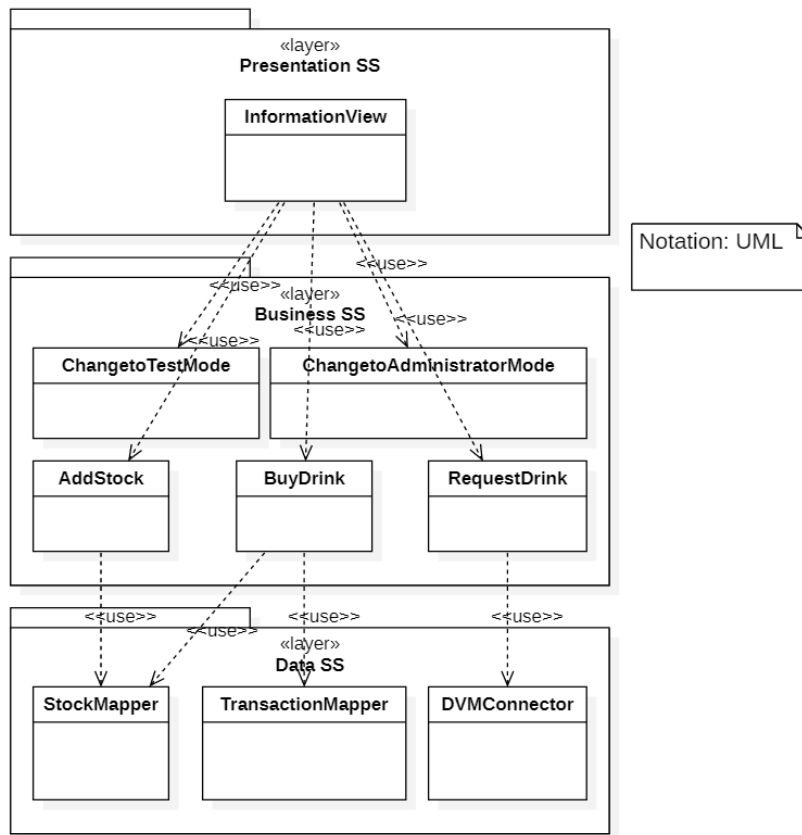 «layer»
Presentation SS
InformationView
Notation: UML
<<use>>
<<use>>
«layer»
Business SS
<<use>>
<<use>>
<<use>>
ChangetoTestMode
ChangetoAdministratorMode
AddStock
BuyDrink
RequestDrink
<<use>>
<<use>>
<<use>>
<<use>>
«layer»
Data SS
StockMapper
TransactionMapper
DVMConnector